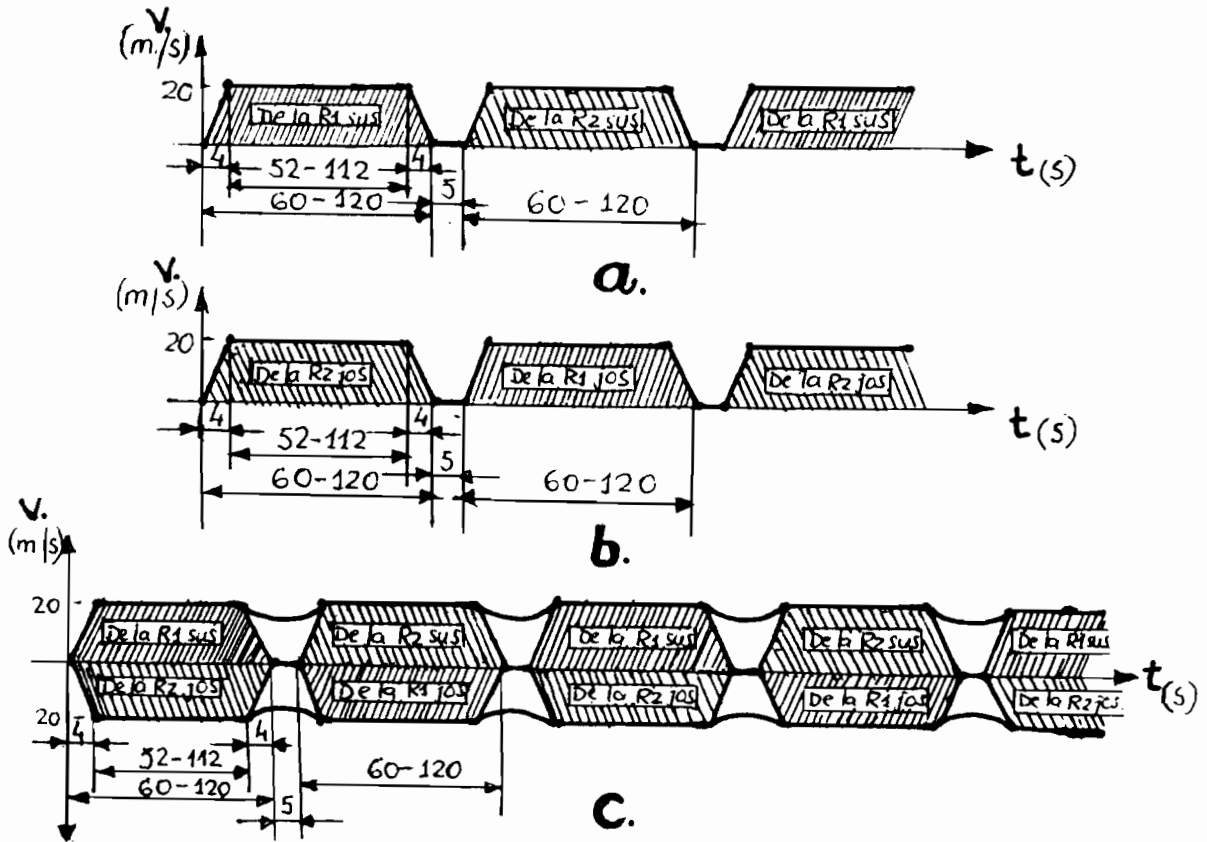 V.
(m/s)
20
De la R1 sus
De la R2 sus
De la R1 sus
t(s)
4
52-112
4
60-120
5
60-120
a.
V.
(m/s)
20
De la R2 jos
De la R1 jos
De la R2 jos
t(s)
4
52-112
4
60-120
5
60-120
b.
V.
(m/s)
20
De la R1 sus
De la R2 sus
De la R1 sus
De la R2 sus
De la R1 sus
t(s)
De la R2 jos
De la R1 jos
De la R2 jos
De la R1 jos
De la R2 jos.
20
4
4
52-112
60-120
60-120
5
c.